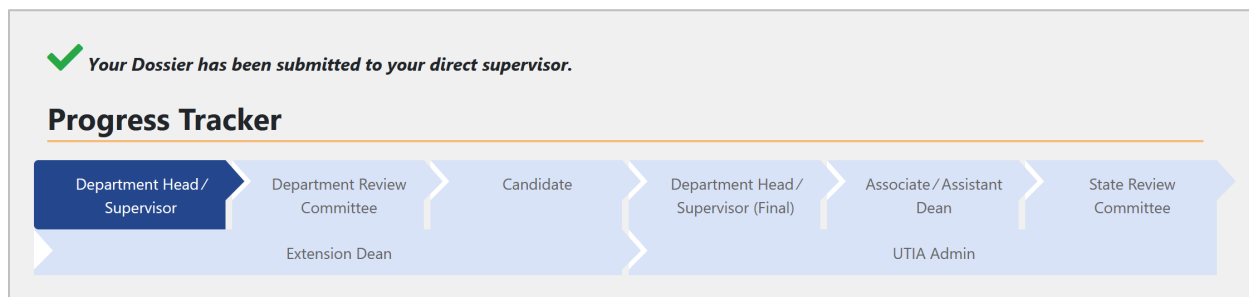 Your Dossier has been submitted to your direct supervisor.
Progress Tracker
Department Head / Supervisor
Department Review Committee
Candidate
Department Head / Supervisor (Final)
Associate / Assistant Dean
State Review Committee
Extension Dean
UTIA Admin